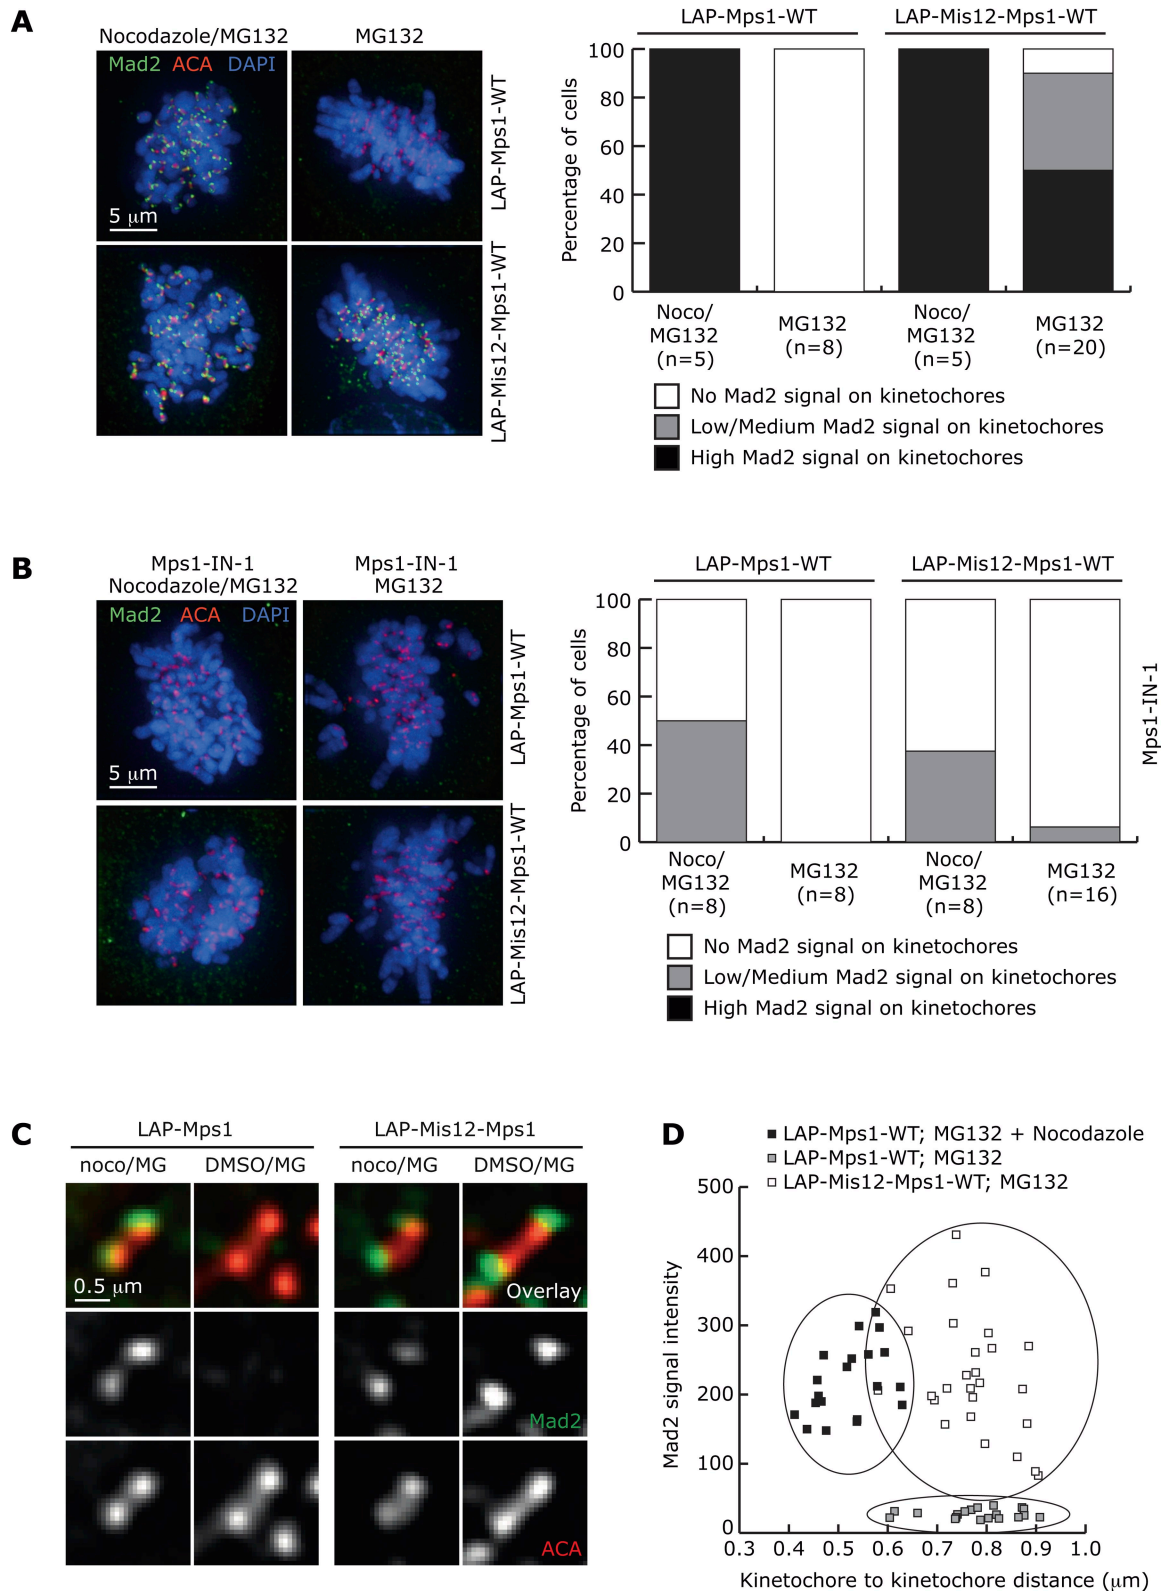 A
Nocodazole/MG132
MG132
Mad2 ACA DAPI
5 μm
LAP-Mps1-WT
LAP-Mis12-Mps1-WT
LAP-Mps1-WT
LAP-Mis12-Mps1-WT
Percentage of cells
100
80
60
40
20
0
Noco/
MG132
(n=5)
MG132
(n=8)
Noco/
MG132
(n=5)
MG132
(n=20)
No Mad2 signal on kinetochores
Low/Medium Mad2 signal on kinetochores
High Mad2 signal on kinetochores
B
Mps1-IN-1
Nocodazole/MG132
Mps1-IN-1
MG132
Mad2 ACA DAPI
5 μm
LAP-Mps1-WT
LAP-Mis12-Mps1-WT
LAP-Mps1-WT
LAP-Mis12-Mps1-WT
Percentage of cells
100
80
60
40
20
0
Noco/
MG132
(n=8)
MG132
(n=8)
Noco/
MG132
(n=8)
MG132
(n=16)
Mps1-IN-1
No Mad2 signal on kinetochores
Low/Medium Mad2 signal on kinetochores
High Mad2 signal on kinetochores
C
LAP-Mps1
LAP-Mis12-Mps1
noco/MG
DMSO/MG
noco/MG
DMSO/MG
0.5 μm
Overlay
Mad2
ACA
D
LAP-Mps1-WT; MG132 + Nocodazole
LAP-Mps1-WT; MG132
LAP-Mis12-Mps1-WT; MG132
Mad2 signal intensity
500
400
300
200
100
0
0.3 0.4 0.5 0.6 0.7 0.8 0.9 1.0
Kinetochore to kinetochore distance (μm)